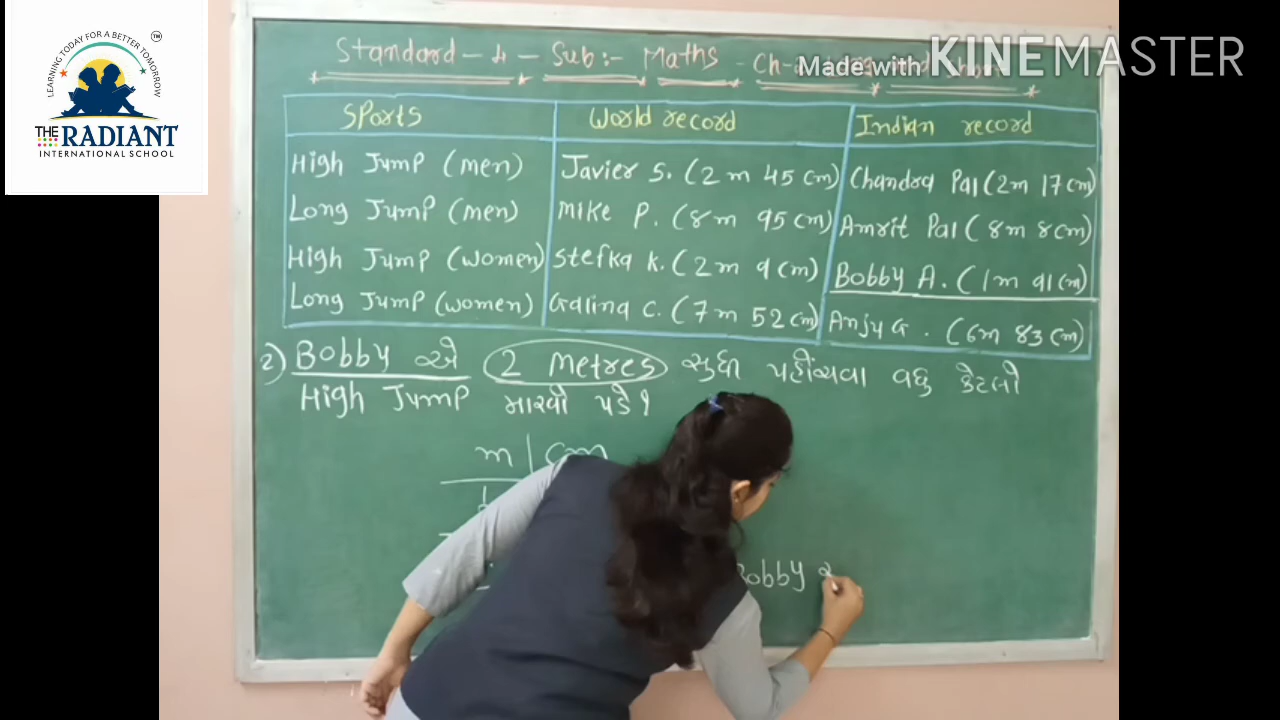 LEARNING TODAY FOR A BETTER TOMORROW
TM
THE RADIANT
INTERNATIONAL SCHOOL
Made with KINEMASTER
Standard - 4 - Sub:- Maths - Ch-
Sports World record Indian record
High Jump (men) Javier S. (2 m 45 cm) Chandra Pal (2m 17 cm)
Long Jump (men) Mike P. (8 m 95 cm) Amrit Pal (8m 8 cm)
High Jump (women) Stefka K. (2 m 9 cm) Bobby A. (1m 91 cm)
Long Jump (women) Galina C. (7 m 52 cm) Anju G. (6m 83 cm)
2) Bobby એ 2 Metres સુધી પહોંચવા વધુ કેટલો
High Jump મારવો પડે?
m | cm
Bobby